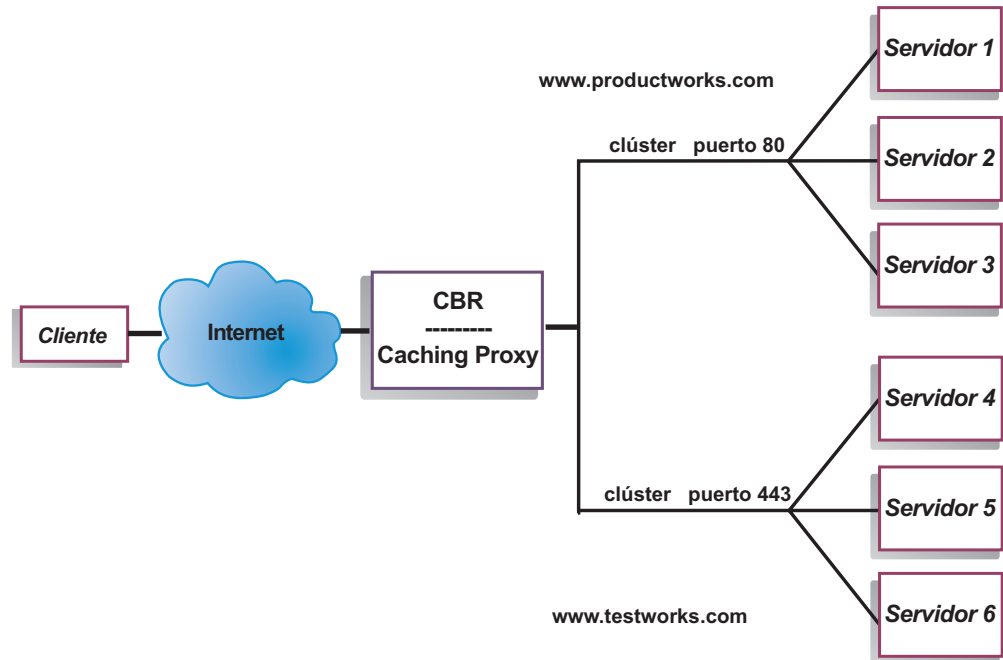 Servidor 1
www.productworks.com
clúster puerto 80
Servidor 2
Servidor 3
Cliente
Internet
CBR
---------
Caching Proxy
Servidor 4
clúster puerto 443
Servidor 5
www.testworks.com
Servidor 6